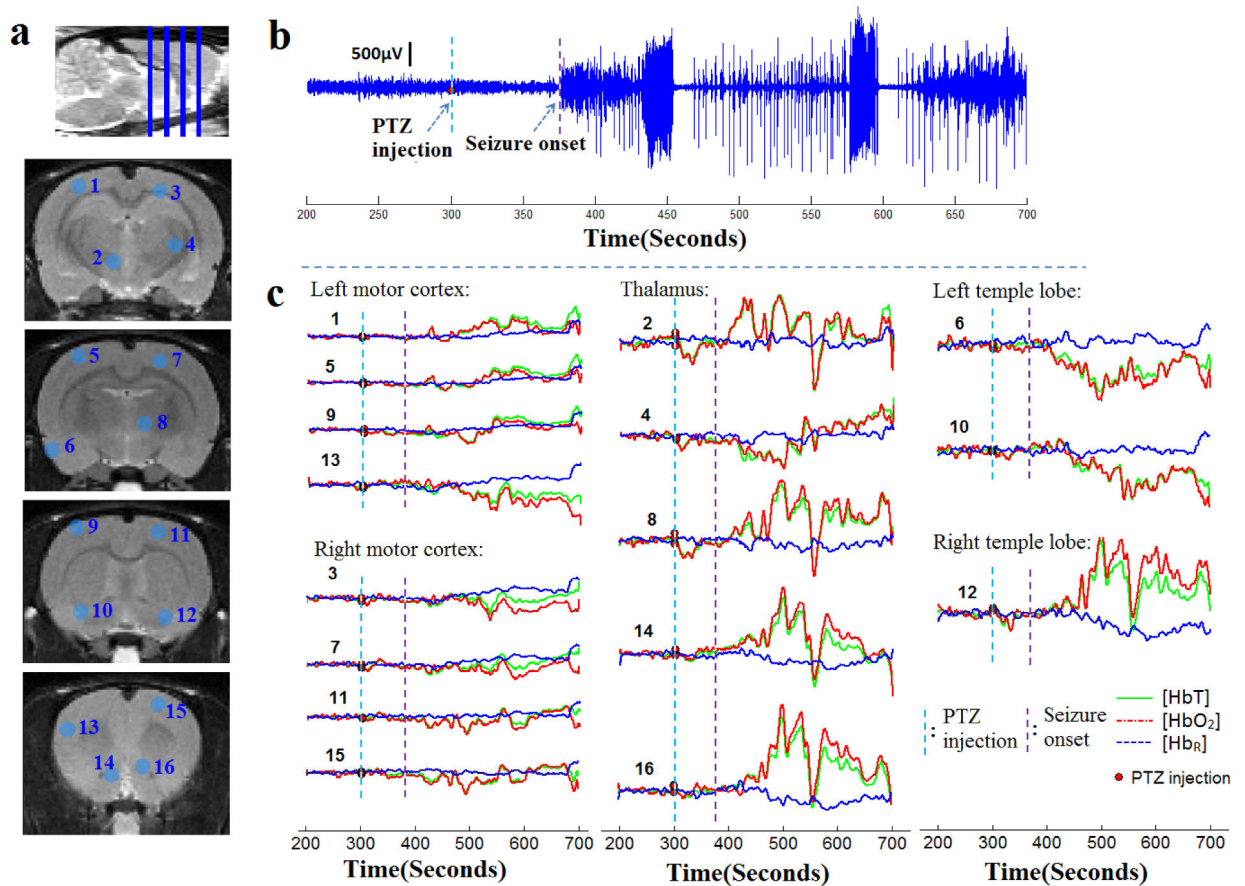 a
1
3
4
2
5
7
8
6
9
11
10
12
15
13
14
16
b
500μV
PTZ
injection
Seizure onset
200 250 300 350 400 450 500 550 600 650 700
Time(Seconds)
c
Left motor cortex:
1
5
9
13
Right motor cortex:
3
7
11
15
200 300 400 500 600 700
Time(Seconds)
Thalamus:
2
4
8
14
16
200 300 400 500 600 700
Time(Seconds)
Left temple lobe:
6
10
Right temple lobe:
12
[HbT]
[HbO2]
[HbR]
PTZ injection
: PTZ
injection
: Seizure
onset
200 300 400 500 600 700
Time(Seconds)